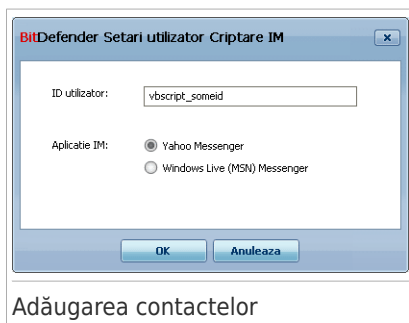 BitDefender Setari utilizator Criptare IM
ID utilizator: vbscript_someid
Aplicatie IM: Yahoo Messenger
Windows Live (MSN) Messenger
OK Anuleaza
Adăugarea contactelor